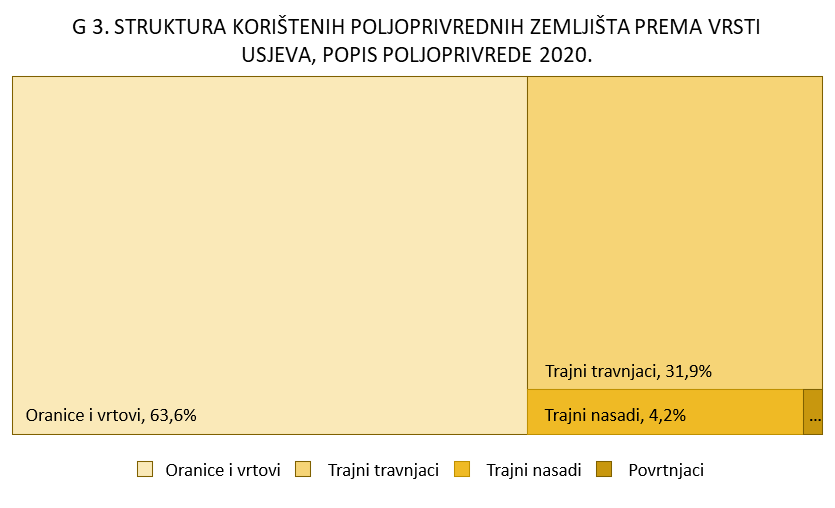 G 3. STRUKTURA KORIŠTENIH POLJOPRIVREDNIH ZEMLJIŠTA PREMA VRSTI
USJEVA, POPIS POLJOPRIVREDE 2020.
Trajni travnjaci, 31,9%
Oranice i vrtovi, 63,6%
Trajni nasadi, 4,2%
...
Oranice i vrtovi
Trajni travnjaci
Trajni nasadi
Povrtnjaci